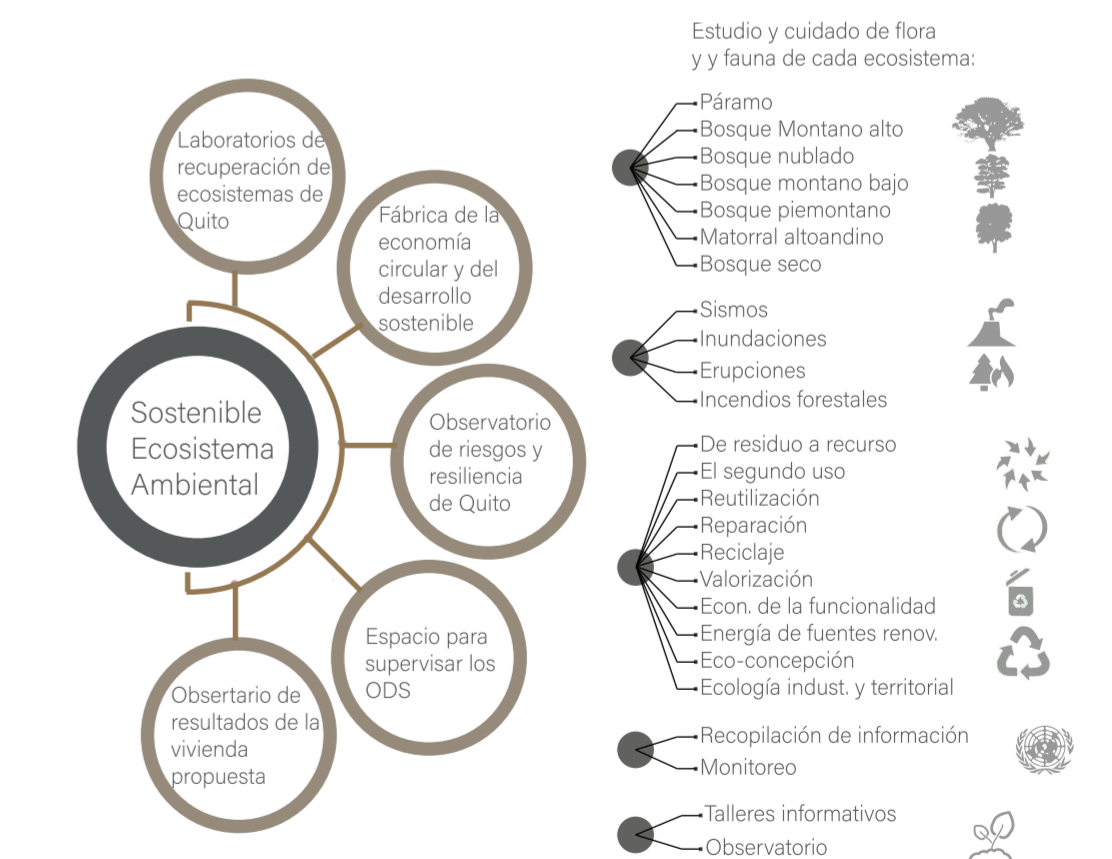 Laboratorios de
recuperación de
ecosistemas de
Quito
Fábrica de la
economía
circular y del
desarrollo
sostenible
Sostenible
Ecosistema
Ambiental
Observatorio
de riesgos y
resiliencia
de Quito
Espacio para
supervisar los
ODS
Obsertario de
resultados de la
vivienda
propuesta
Estudio y cuidado de flora
y y fauna de cada ecosistema:
Páramo
Bosque Montano alto
Bosque nublado
Bosque montano bajo
Bosque piemontano
Matorral altoandino
Bosque seco
Sismos
Inundaciones
Erupciones
Incendios forestales
De residuo a recurso
El segundo uso
Reutilización
Reparación
Reciclaje
Valorización
Econ. de la funcionalidad
Energía de fuentes renov.
Eco-concepción
Ecología indust. y territorial
Recopilación de información
Monitoreo
Talleres informativos
Observatorio